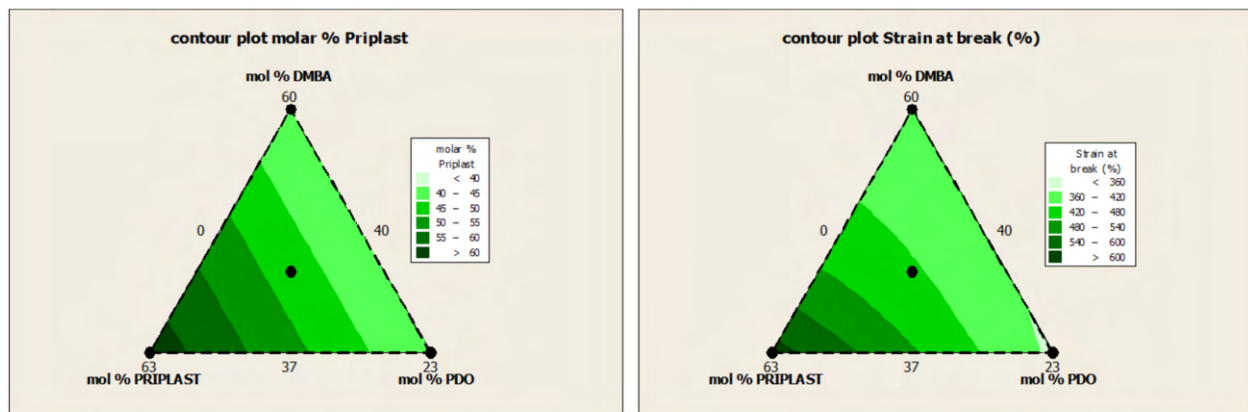 contour plot molar % Priplast
mol % DMBA
60
molar %
Priplast
< 40
40 – 45
45 – 50
50 – 55
55 – 60
> 60
0
40
63
37
23
mol % PRIPLAST
mol % PDO
contour plot Strain at break (%)
mol % DMBA
60
Strain at
break (%)
< 360
360 – 420
420 – 480
480 – 540
540 – 600
> 600
0
40
63
37
23
mol % PRIPLAST
mol % PDO